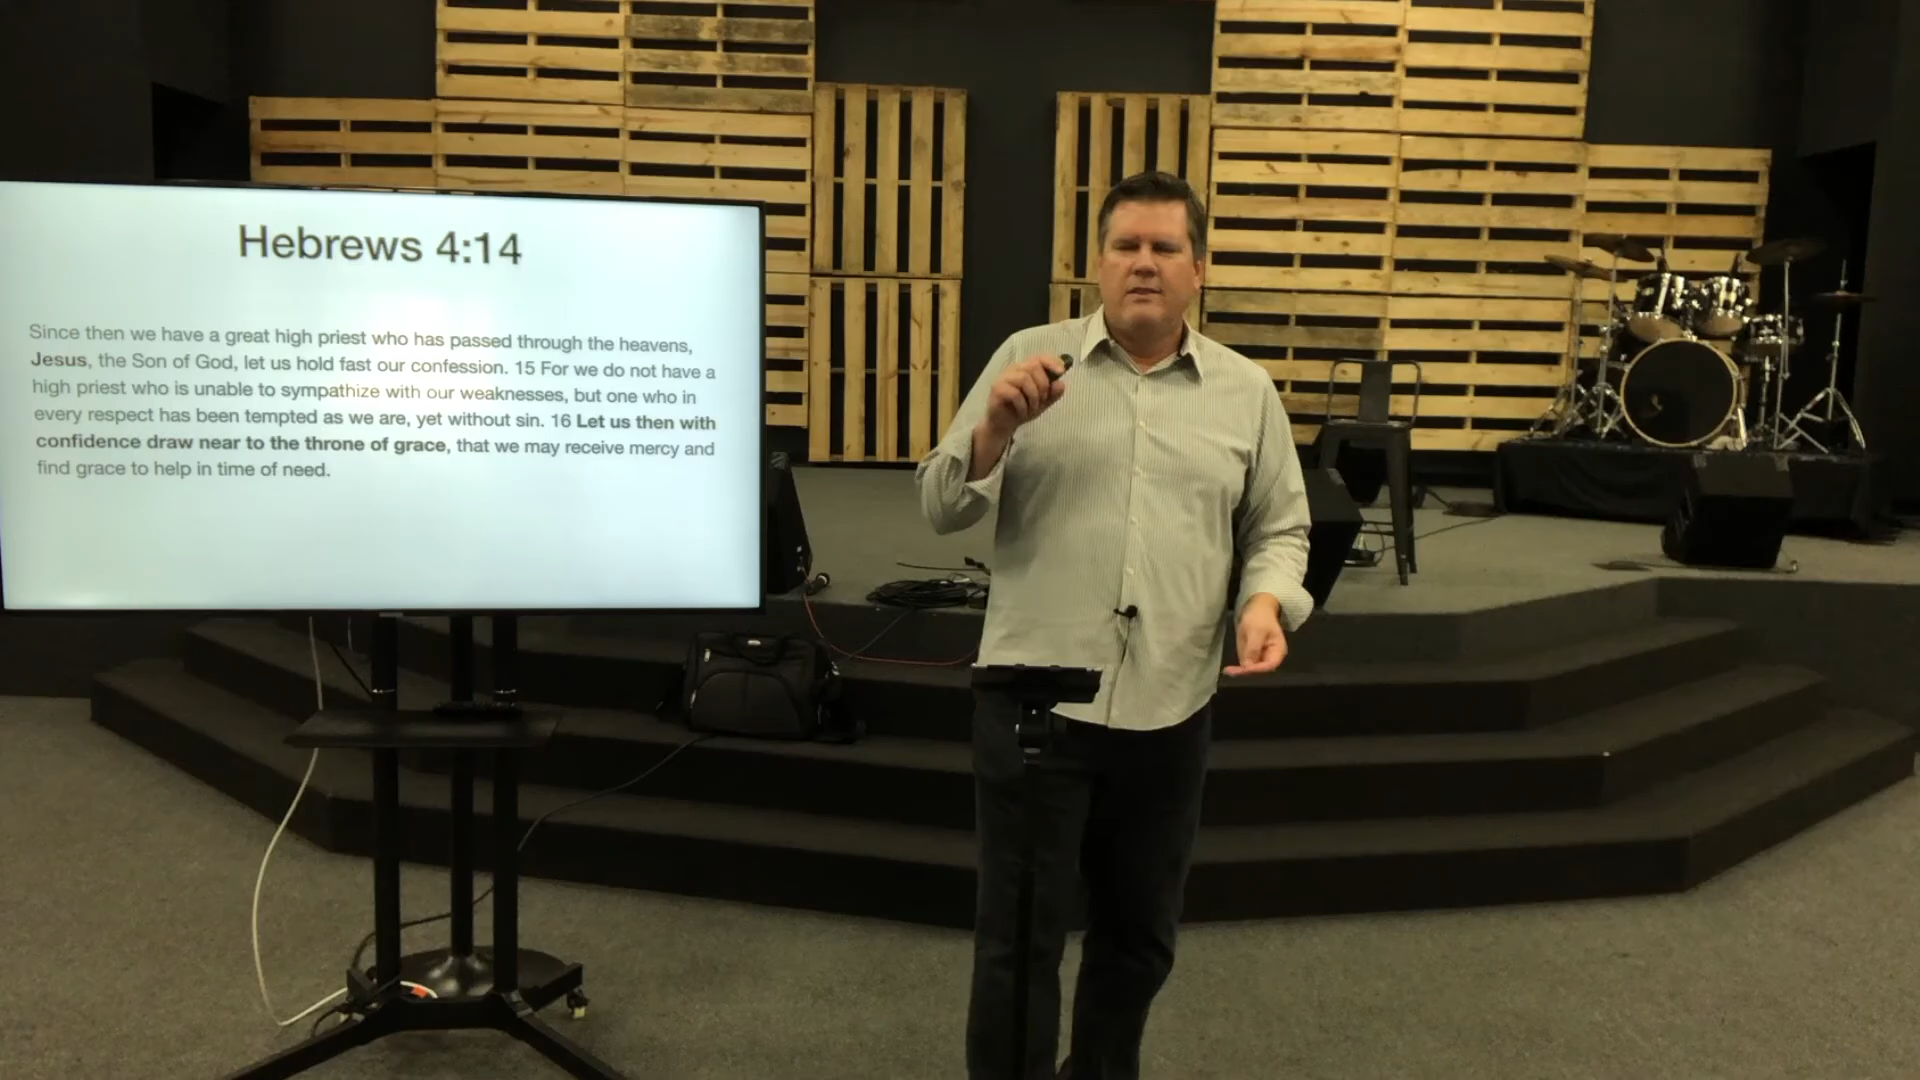 Hebrews 4:14
Since then we have a great high priest who has passed through the heavens,
Jesus, the Son of God, let us hold fast our confession. 15 For we do not have a
high priest who is unable to sympathize with our weaknesses, but one who in
every respect has been tempted as we are, yet without sin. 16 Let us then with
confidence draw near to the throne of grace, that we may receive mercy and
find grace to help in time of need.